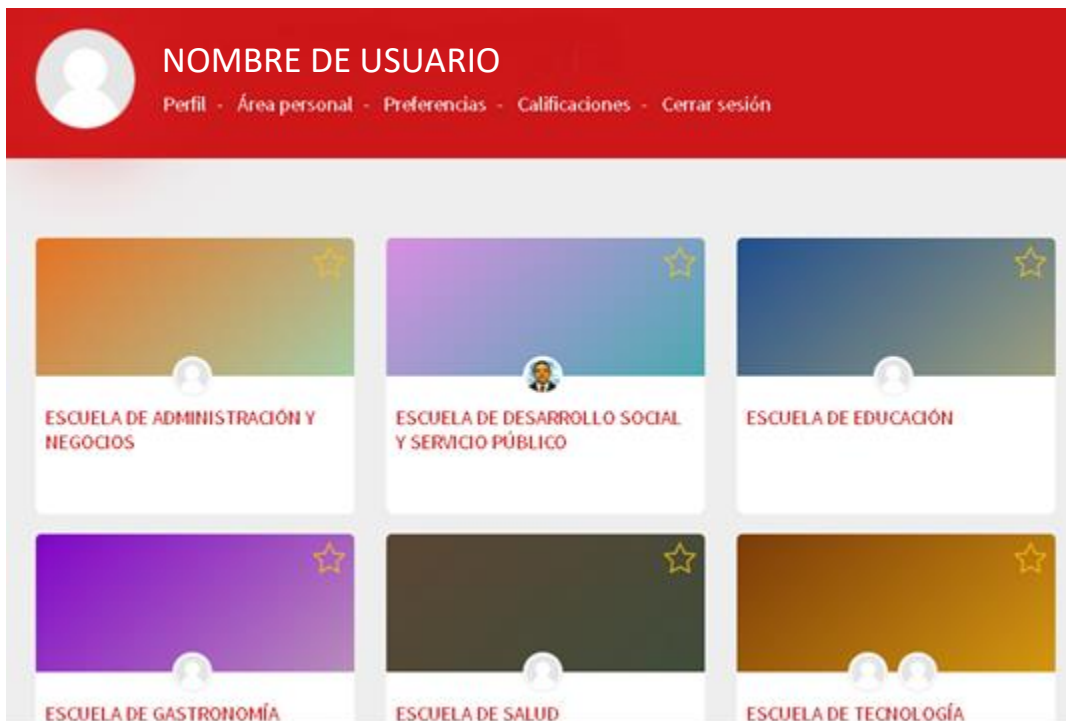 NOMBRE DE USUARIO
Perfil - Área personal - Preferencias - Calificaciones - Cerrar sesión
ESCUELA DE ADMINISTRACIÓN Y
NEGOCIOS
ESCUELA DE DESARROLLO SOCIAL
Y SERVICIO PÚBLICO
ESCUELA DE EDUCACIÓN
ESCUELA DE GASTRONOMÍA
ESCUELA DE SALUD
ESCUELA DE TECNOLOGÍA